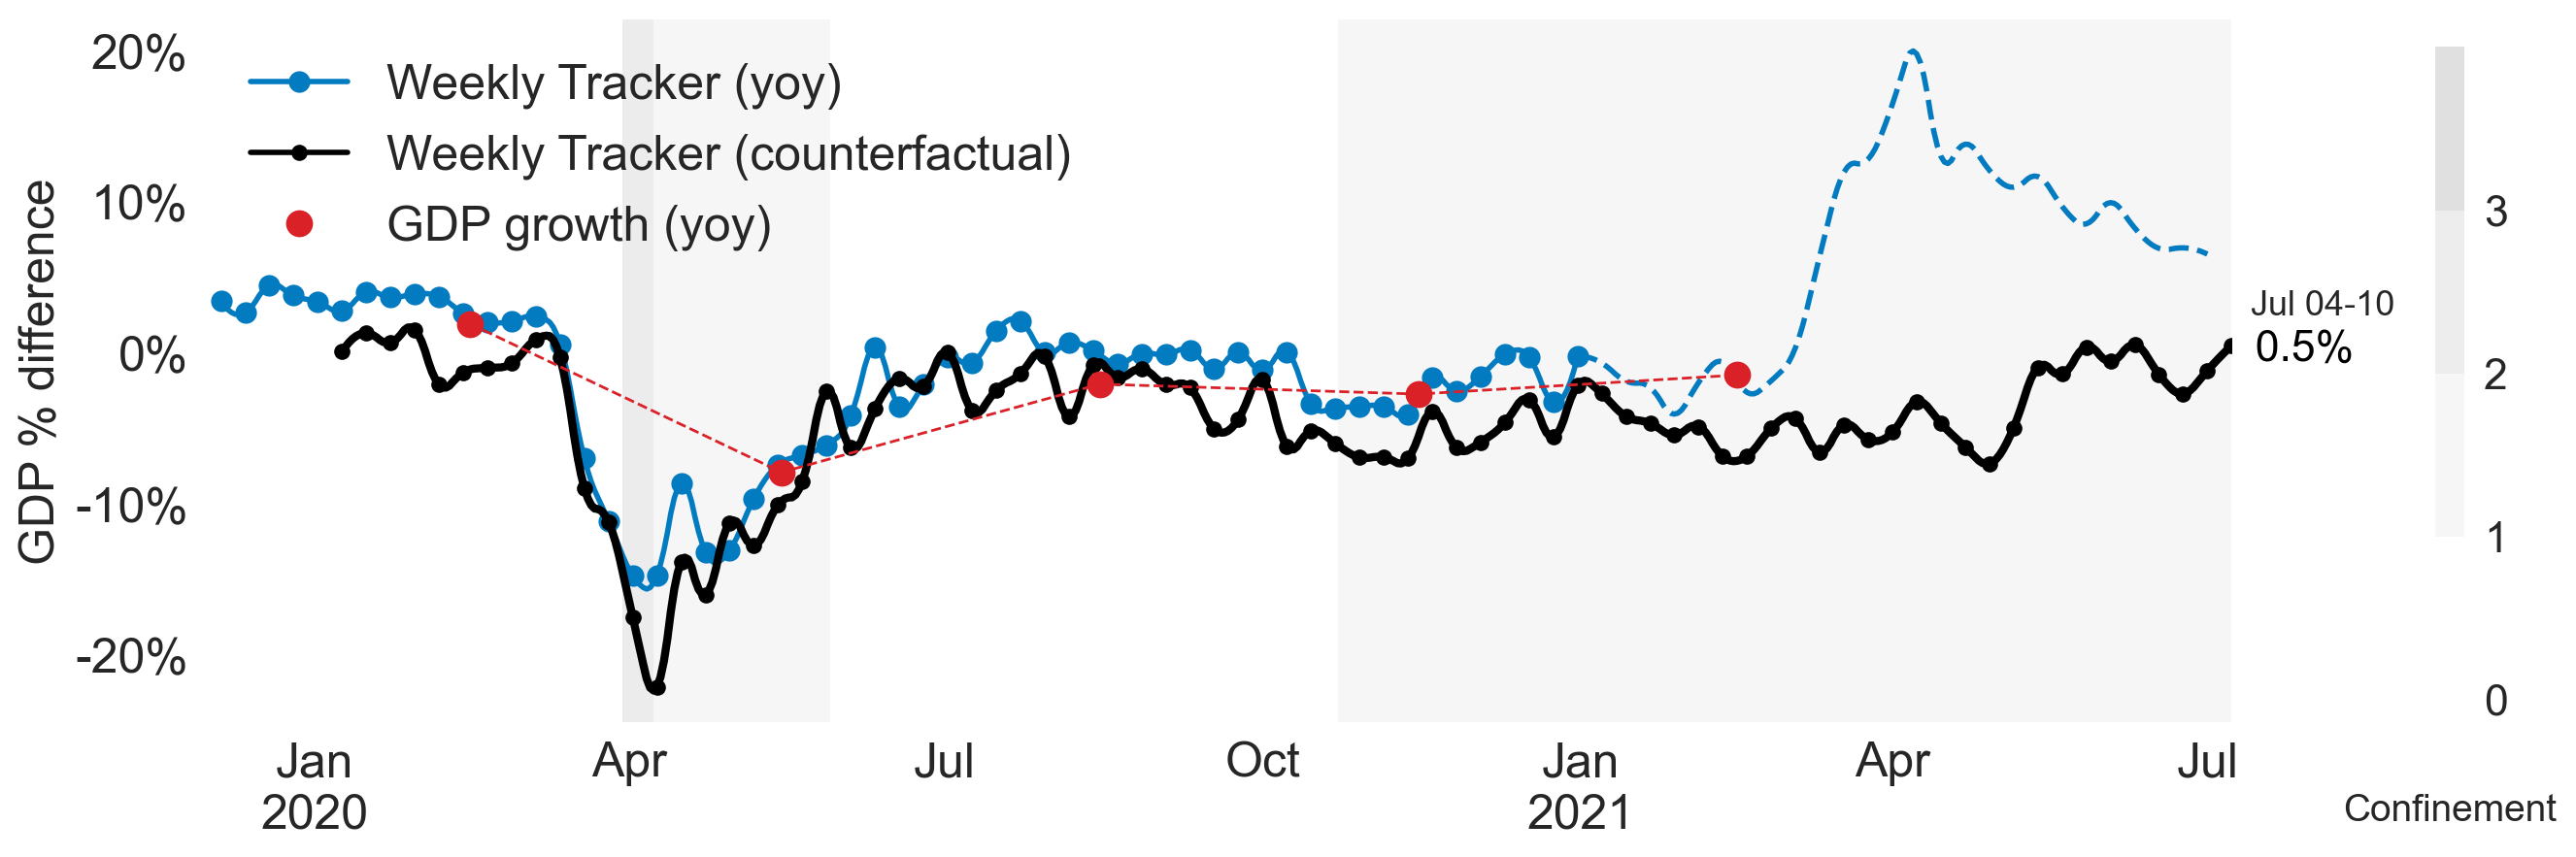 GDP % difference
20%
10%
0%
-10%
-20%
Weekly Tracker (yoy)
Weekly Tracker (counterfactual)
GDP growth (yoy)
Jul 04-10
0.5%
3
2
1
0
Jan
2020
Apr
Jul
Oct
Jan
2021
Apr
Jul
Confinement